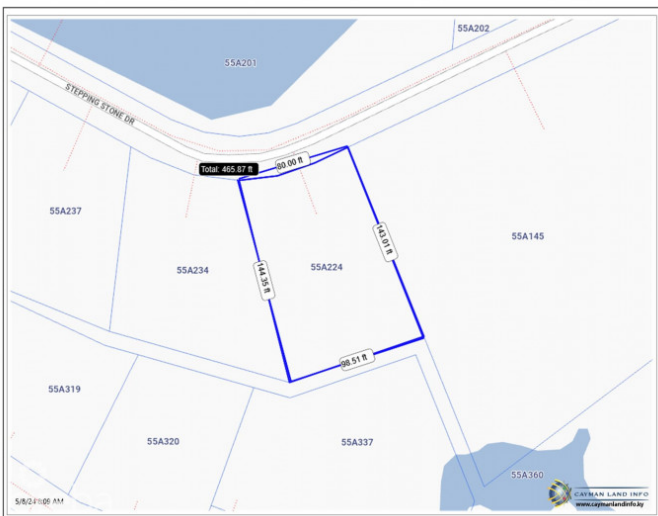 55A202
55A201
STEPPING STONE DR
Total: 465.87 ft
80.00 ft
55A237
143.01 ft
55A145
55A234
144.35 ft
55A224
98.51 ft
55A319
55A320
55A337
55A360
CAYMAN LAND INFO
www.caymanlandinfo.ky